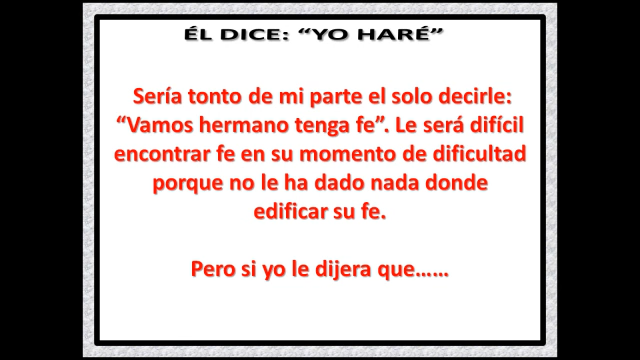 ÉL DICE: “YO HARÉ”
Sería tonto de mi parte el solo decirle:
“Vamos hermano tenga fe”. Le será difícil
encontrar fe en su momento de dificultad
porque no le ha dado nada donde
edificar su fe.
Pero si yo le dijera que……